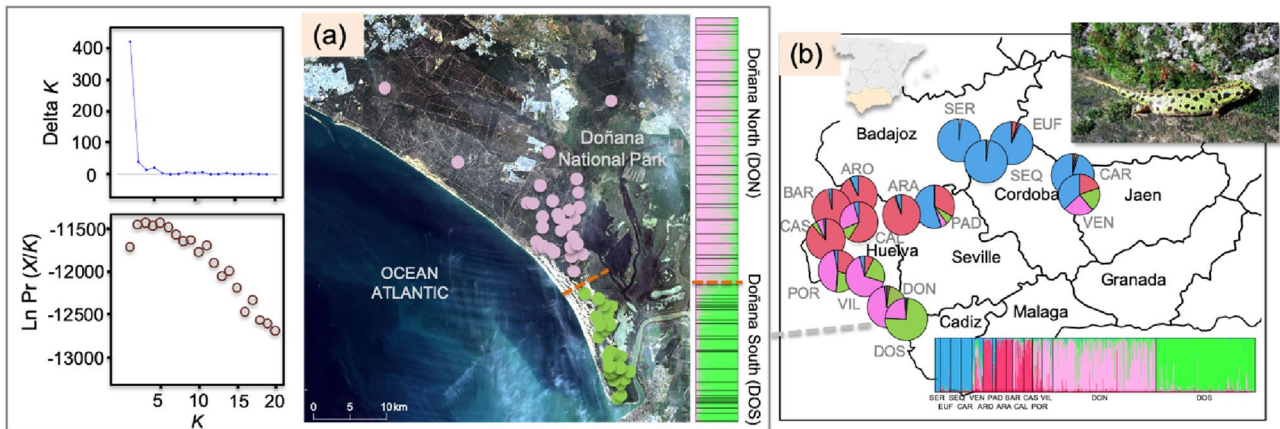 400
300
200
100
0
Delta K
-11500
-12000
-12500
-13000
Ln Pr (X/K)
5
10
15
20
K
(a)
Doñana
National Park
OCEAN
ATLANTIC
0
5
10km
Doñana North (DON)
Doñana South (DOS)
(b)
Badajoz
SER
EUF
SEQ
Cordoba
CAR
Jaen
VEN
ARO
BAR
ARA
PAD
CAS
CAL
Huelva
Seville
Granada
POR
VIL
DON
Cadiz
Malaga
DOS
SER SEQ VEN PAD BAR CAS VIL DON DOS
EUF CAR ARO ARA CAL POR